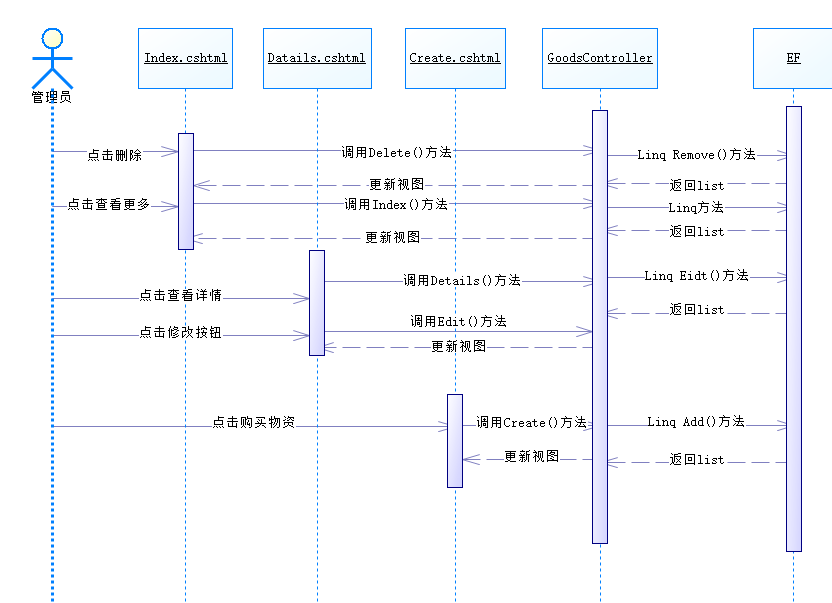 Index.cshtml
Datails.cshtml
Create.cshtml
GoodsController
EF
管理员
点击删除
调用Delete()方法
Linq Remove()方法
更新视图
返回list
点击查看更多
调用Index()方法
Linq方法
更新视图
返回list
点击查看详情
调用Details()方法
Linq Eidt()方法
返回list
点击修改按钮
调用Edit()方法
更新视图
点击购买物资
调用Create()方法
Linq Add()方法
更新视图
返回list